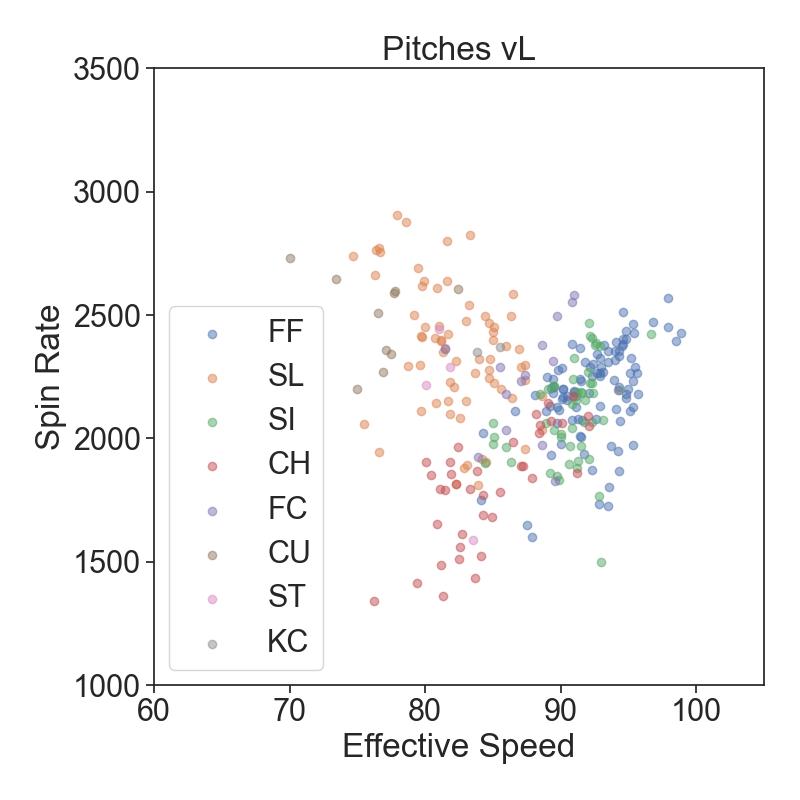 Pitches vL
3500
3000
2500
2000
1500
1000
Spin Rate
FF
SL
SI
CH
FC
CU
ST
KC
60 70 80 90 100
Effective Speed